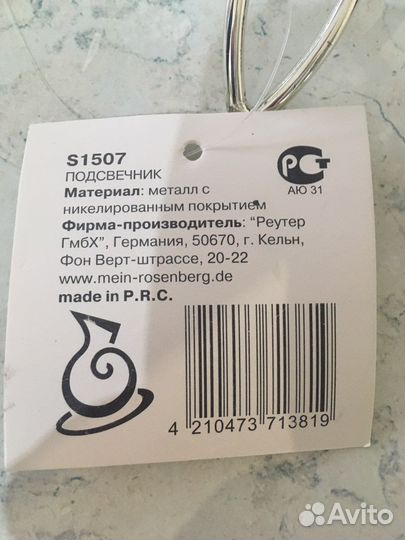 S1507
ПОДСВЕЧНИК
Материал: металл с
никелированным покрытием
Фирма-производитель: "Реутер
ГмбХ", Германия, 50670, г. Кельн,
Фон Верт-штрассе, 20-22
www.mein-rosenberg.de
made in P.R.C.
РСТ
АЮ 31
4 210473 713819
Avito